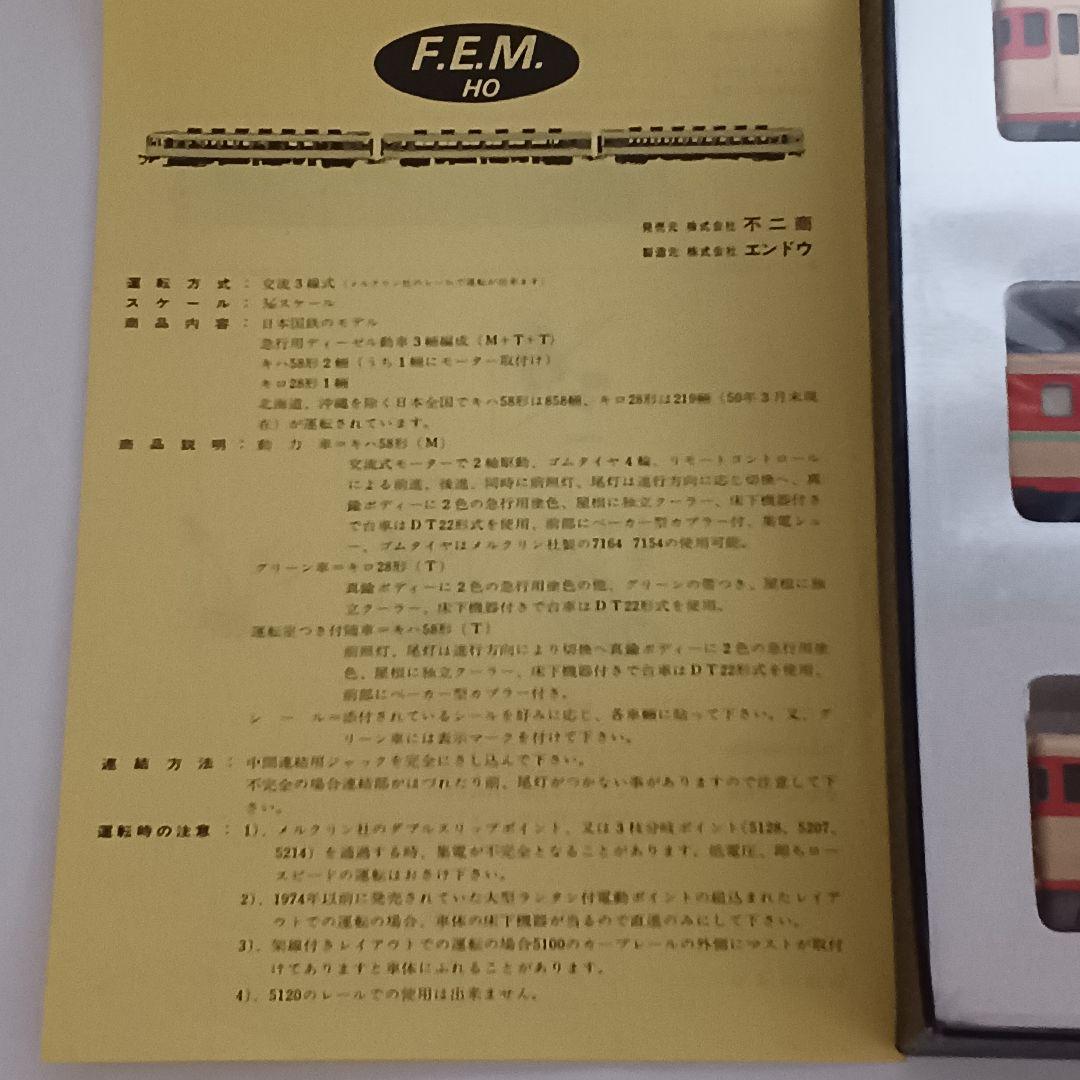 F.E.M.
HO
発売元 株式会社 不二商
製造元 株式会社 エンドウ
運転方式：交流3線式（メルクリン社のレールで運転が出来ます）
スケール：スケール
商品内容：日本国鉄のモデル
急行用ディーゼル動車3輛編成（M+T+T）
キハ58形2輛（うち1輛にモーター取付け）
キロ28形1輛
北海道、沖縄を除く日本全国でキハ58形は858輛、キロ28形は219輛（50年3月末現
在）が運転されています。
商品説明：動力車＝キハ58形（M）
交流式モーターで2軸駆動、ゴムタイヤ4輪、リモートコントロール
による前進、後進、同時に前照灯、尾灯は進行方向に応じ切換へ、真
鍮ボディーに2色の急行用塗色、屋根に独立クーラー、床下機器付き
で台車はDT22形式を使用、前部にベーカー型カプラー付、集電シュ
ー、ゴムタイヤはメルクリン社製の7164 7154の使用可能。
グリーン車＝キロ28形（T）
真鍮ボディーに2色の急行用塗色の他、グリーンの帯つき、屋根に独
立クーラー、床下機器付きで台車はDT22形式を使用。
運転室つき付随車＝キハ58形（T）
前照灯、尾灯は進行方向により切換へ真鍮ボディーに2色の急行用塗
色、屋根に独立クーラー、床下機器付きで台車はDT22形式を使用、
前部にベーカー型カプラー付き。
シール＝添付されているシールを好みに応じ、各車輛に貼って下さい。又、グ
リーン車には表示マークを付けて下さい。
連結方法：中間連結用ジャックを完全にさし込んで下さい。
不完全の場合連結部がはづれたり前、尾灯がつかない事がありますので注意して下
さい。
運転時の注意：1）．メルクリン社のダブルスリップポイント、又は3枝分岐ポイント（5128、5207、
5214）を通過する時、集電が不完全となることがあります。低電圧、即ちロー
スピードの運転はおさけ下さい。
2）．1974年以前に発売されていた大型ランタン付電動ポイントの組込まれたレイア
ウトでの運転の場合、車体の床下機器が当るので直進のみにして下さい。
3）．架線付きレイアウトでの運転の場合5100のカーブレールの外側にマストが取付
けてありますと車体にふれることがあります。
4）．5120のレールでの使用は出来ません。